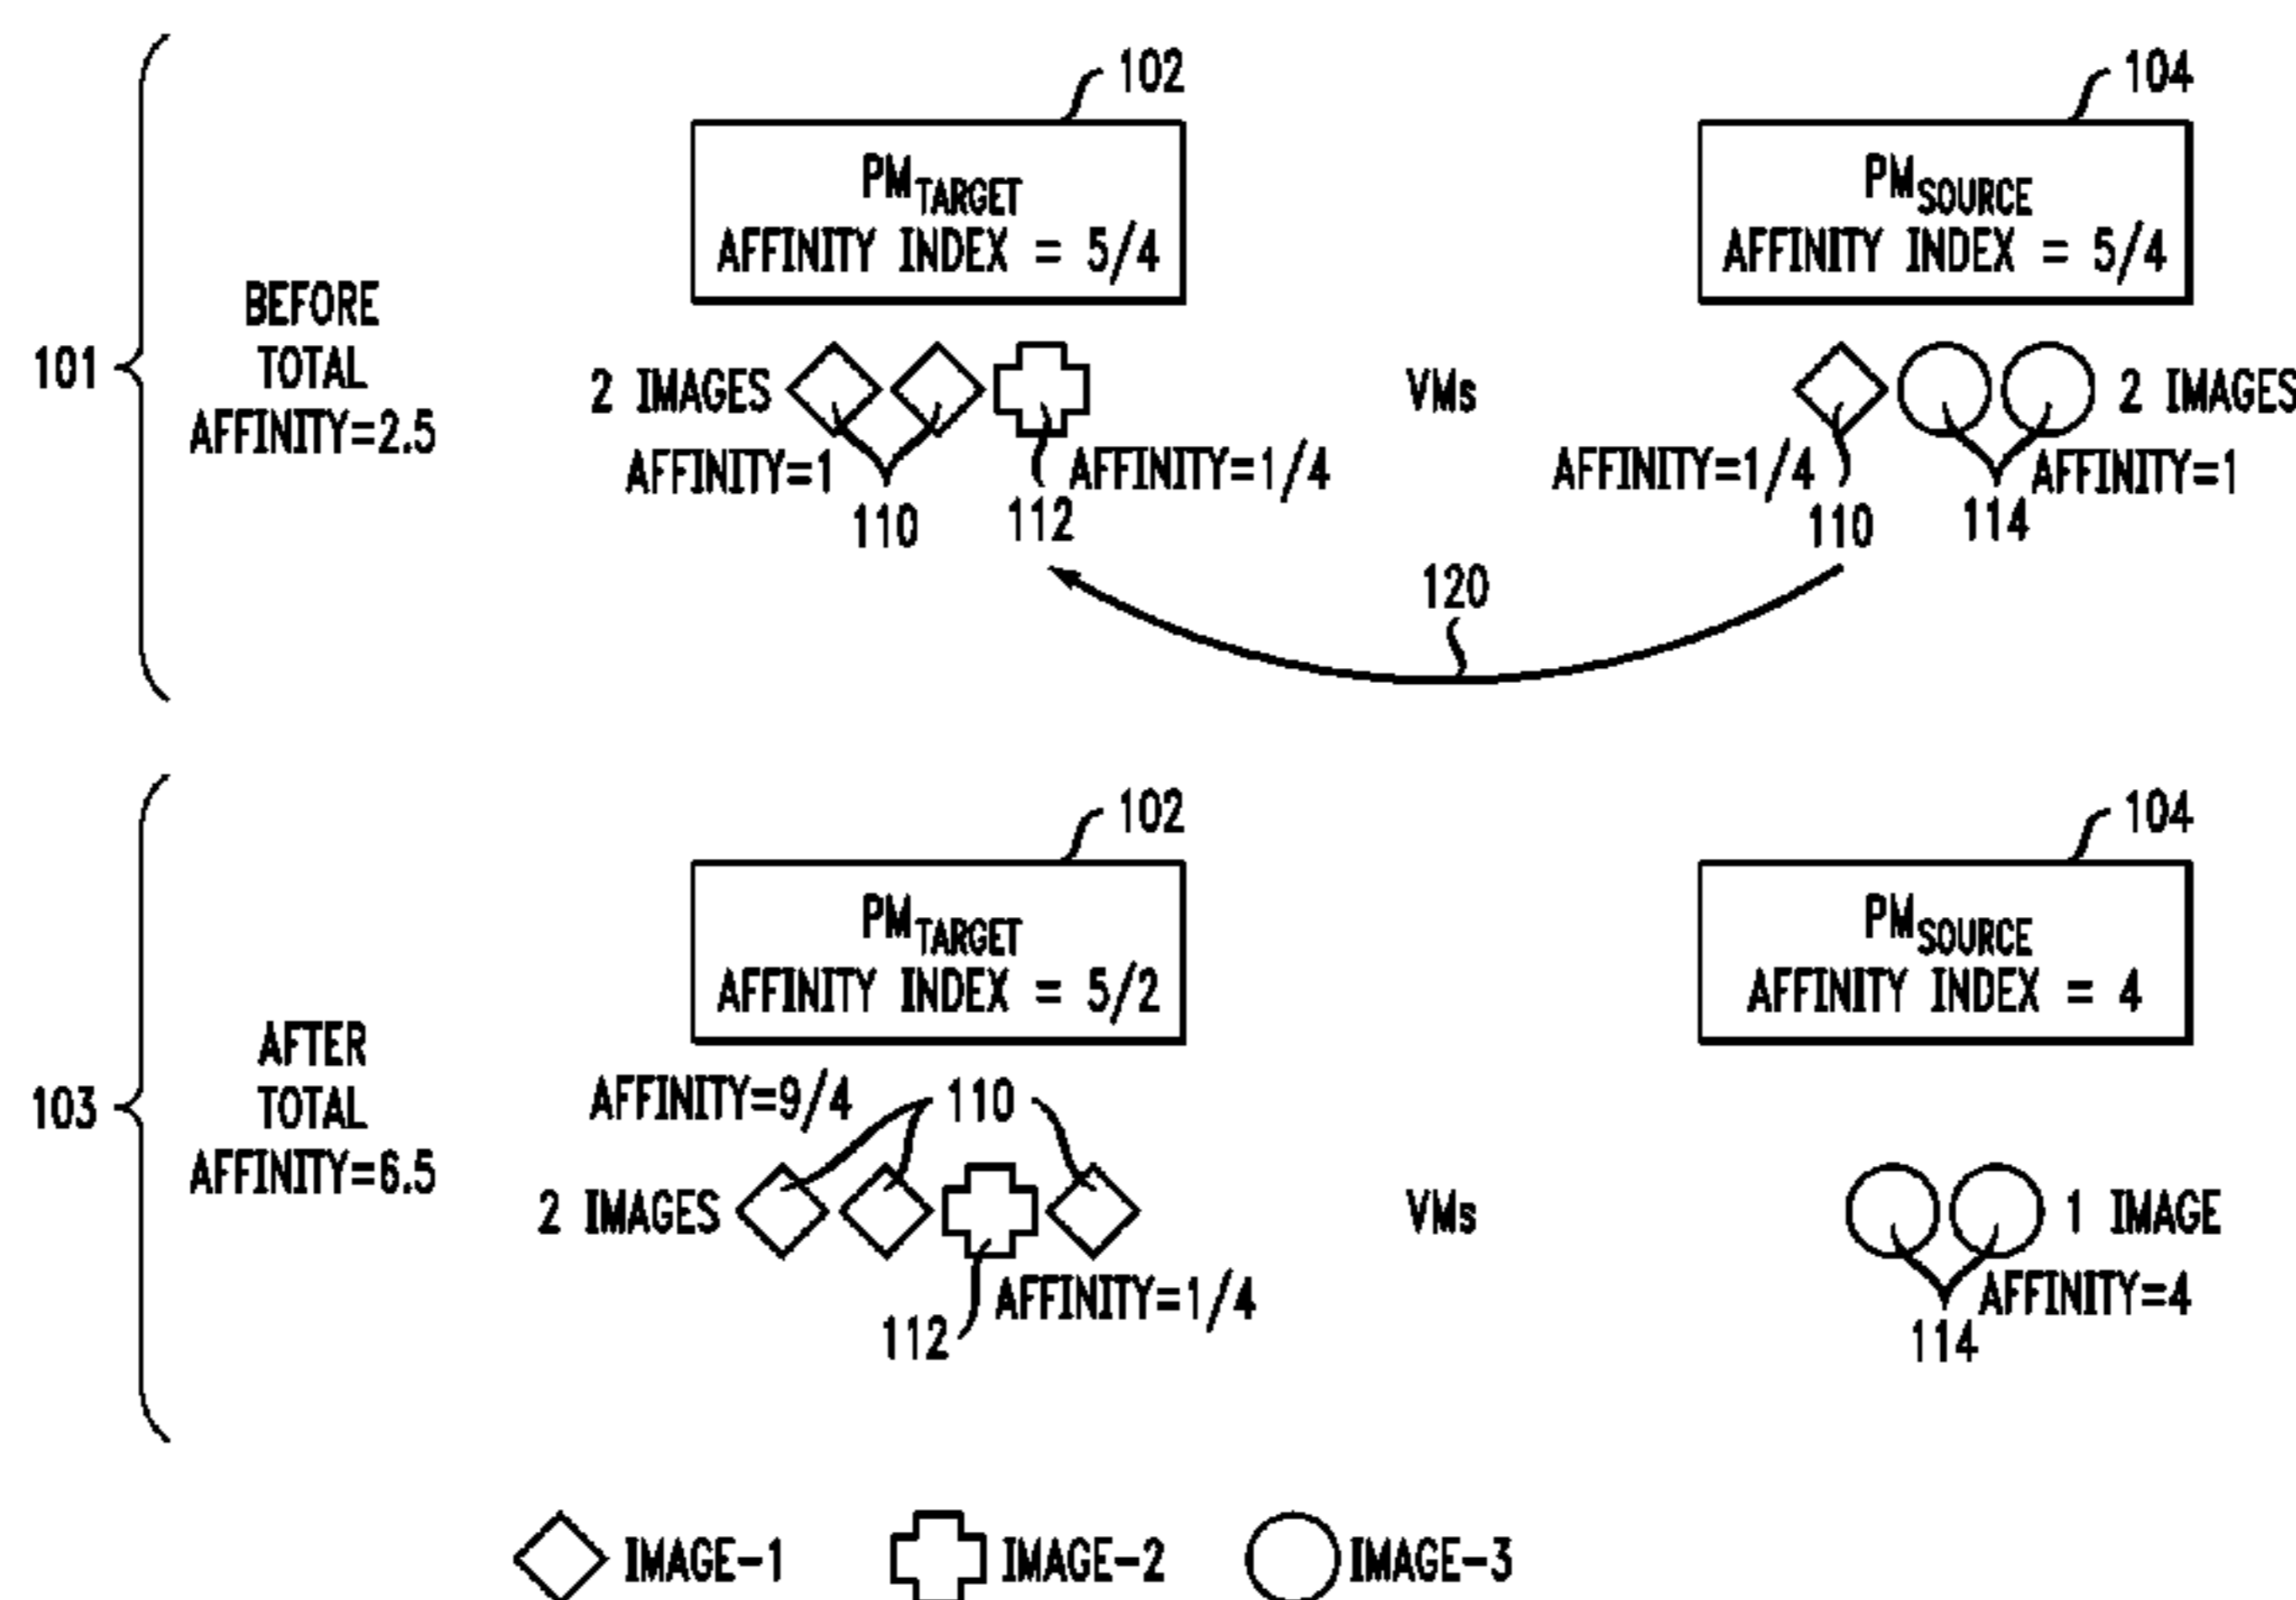 102
104
PMTARGET
AFFINITY INDEX = 5/4
PMSOURCE
AFFINITY INDEX = 5/4
101
BEFORE
TOTAL
AFFINITY=2.5
2 IMAGES
VMs
2 IMAGES
AFFINITY=1
AFFINITY=1/4
AFFINITY=1/4
AFFINITY=1
110
112
110
114
120
102
104
PMTARGET
AFFINITY INDEX = 5/2
PMSOURCE
AFFINITY INDEX = 4
103
AFTER
TOTAL
AFFINITY=6.5
AFFINITY=9/4
110
2 IMAGES
VMs
1 IMAGE
AFFINITY=1/4
AFFINITY=4
112
114
IMAGE-1
IMAGE-2
IMAGE-3